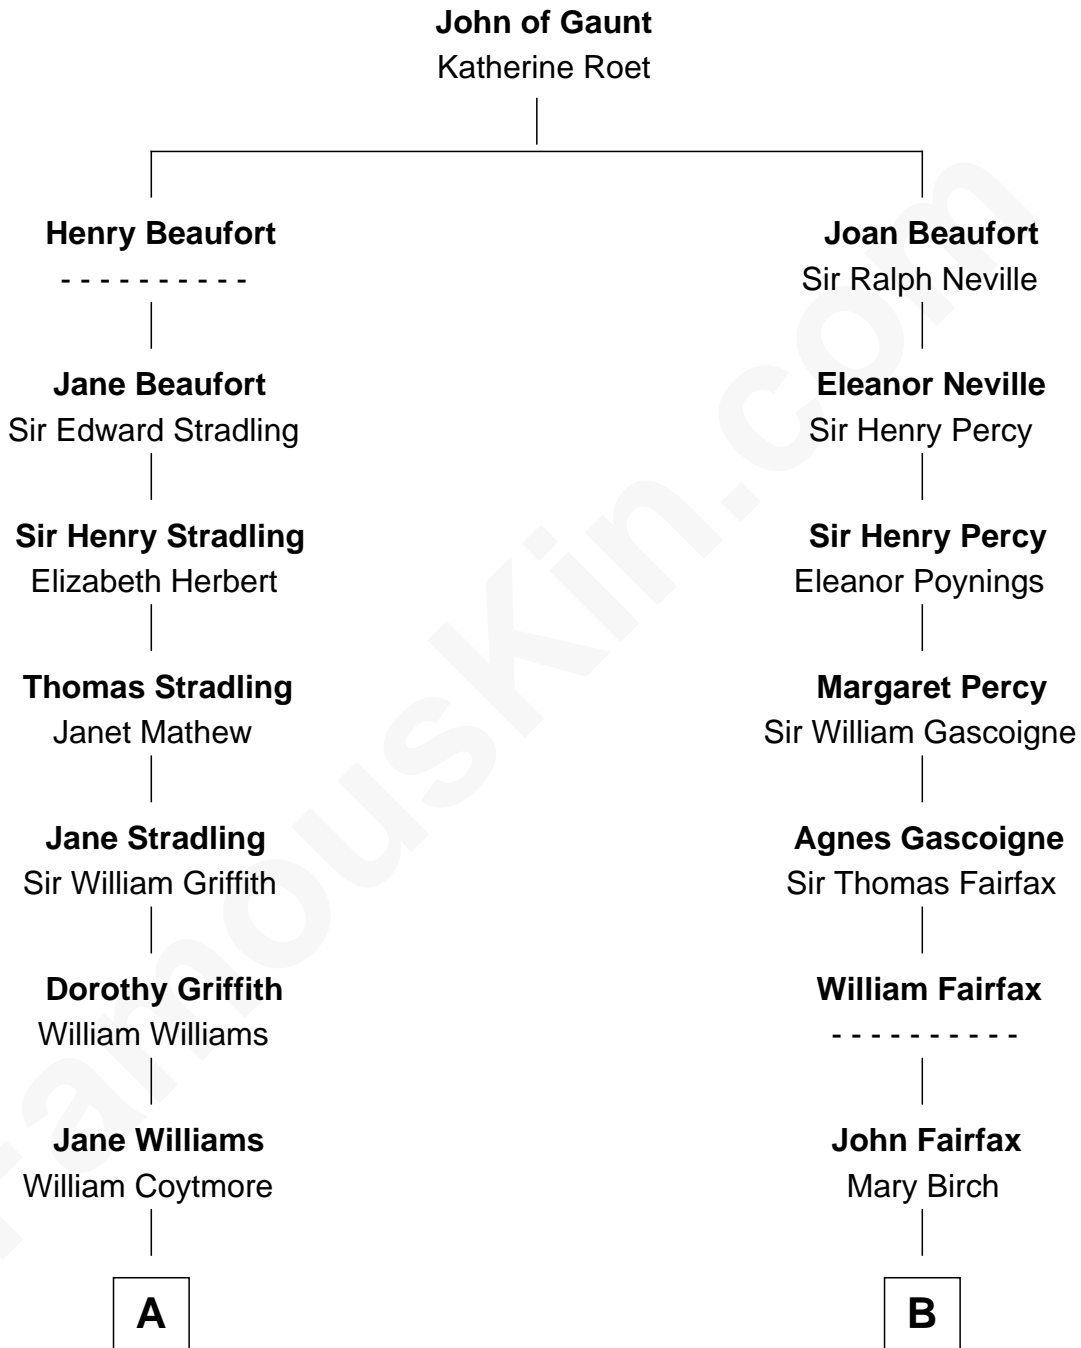 John of Gaunt
Katherine Roet
Henry Beaufort
- - - - - - - - - -
Joan Beaufort
Sir Ralph Neville
Jane Beaufort
Sir Edward Stradling
Eleanor Neville
Sir Henry Percy
Sir Henry Stradling
Elizabeth Herbert
Sir Henry Percy
Eleanor Poynings
Thomas Stradling
Janet Mathew
Margaret Percy
Sir William Gascoigne
Jane Stradling
Sir William Griffith
Agnes Gascoigne
Sir Thomas Fairfax
Dorothy Griffith
William Williams
William Fairfax
- - - - - - - - - -
Jane Williams
William Coytmore
John Fairfax
Mary Birch
A
B
FamousKin.com